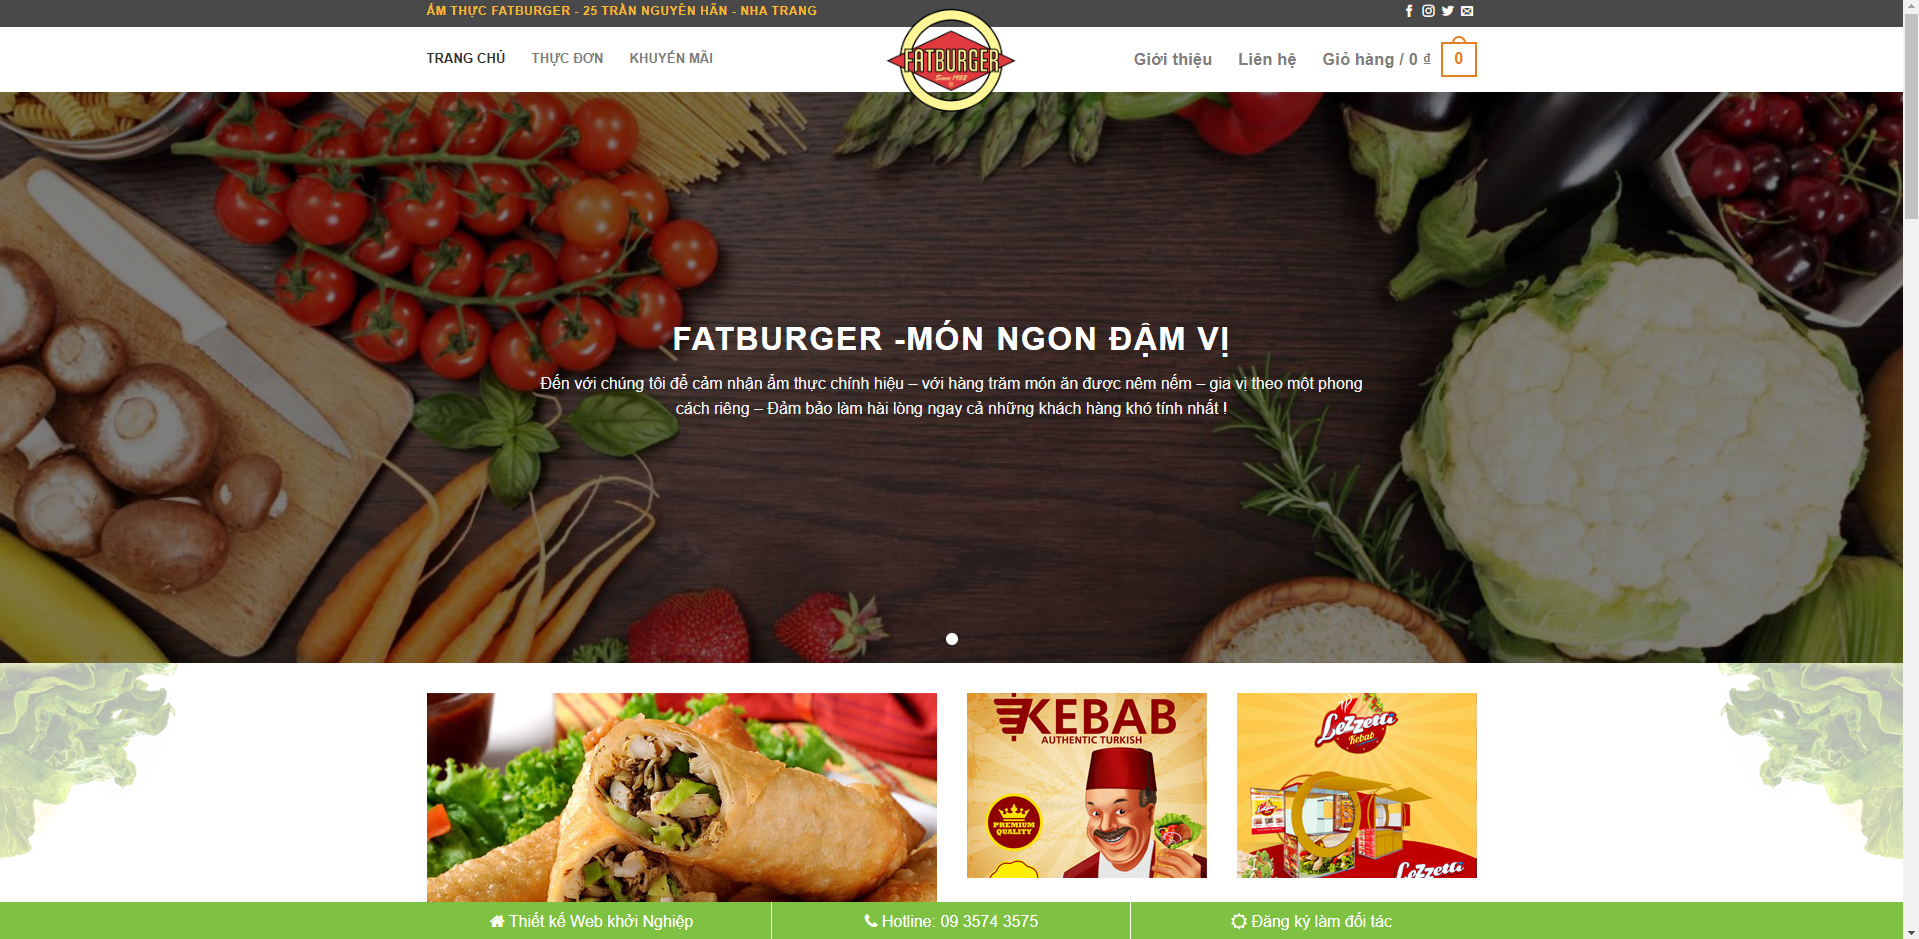 ẨM THỰC FATBURGER - 25 TRẦN NGUYÊN HÃN - NHA TRANG
TRANG CHỦ THỰC ĐƠN KHUYẾN MÃI
FATBURGER
Since 1952
Giới thiệu Liên hệ Giỏ hàng / 0 ₫ 0
FATBURGER -MÓN NGON ĐẬM VỊ
Đến với chúng tôi để cảm nhận ẩm thực chính hiệu – với hàng trăm món ăn được nêm nếm – gia vị theo một phong
cách riêng – Đảm bảo làm hài lòng ngay cả những khách hàng khó tính nhất !
KEBAB
AUTHENTIC TURKISH
PREMIUM
QUALITY
Lezzetli
Kebab
Lezzetli
Thiết kế Web khởi Nghiệp Hotline: 09 3574 3575 Đăng ký làm đối tác